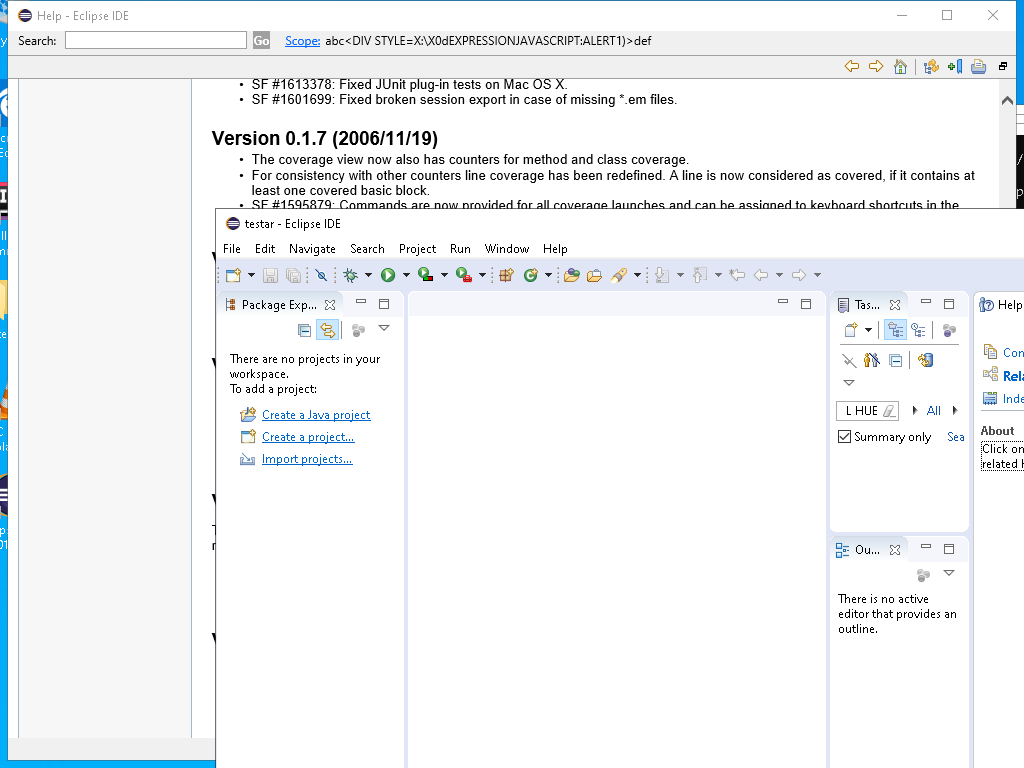 Help - Eclipse IDE
Search:
Go
Scope: abc<DIV STYLE=X:\X0dEXPRESSIONJAVASCRIPT:ALERT1)>def
• SF #1613378: Fixed JUnit plug-in tests on Mac OS X.
• SF #1601699: Fixed broken session export in case of missing *.em files.
Version 0.1.7 (2006/11/19)
• The coverage view now also has counters for method and class coverage.
• For consistency with other counters line coverage has been redefined. A line is now considered as covered, if it contains at
least one covered basic block.
• SF #1595879: Commands are now provided for all coverage launches and can be assigned to keyboard shortcuts in the
testar - Eclipse IDE
File Edit Navigate Search Project Run Window Help
Package Exp...
There are no projects in your
workspace.
To add a project:
Create a Java project
Create a project...
Import projects...
Tas...
L HUE
All
Summary only
Sea
Ou...
There is no active
editor that provides an
outline.
Help
Con
Rela
Inde
About
Click on
related h